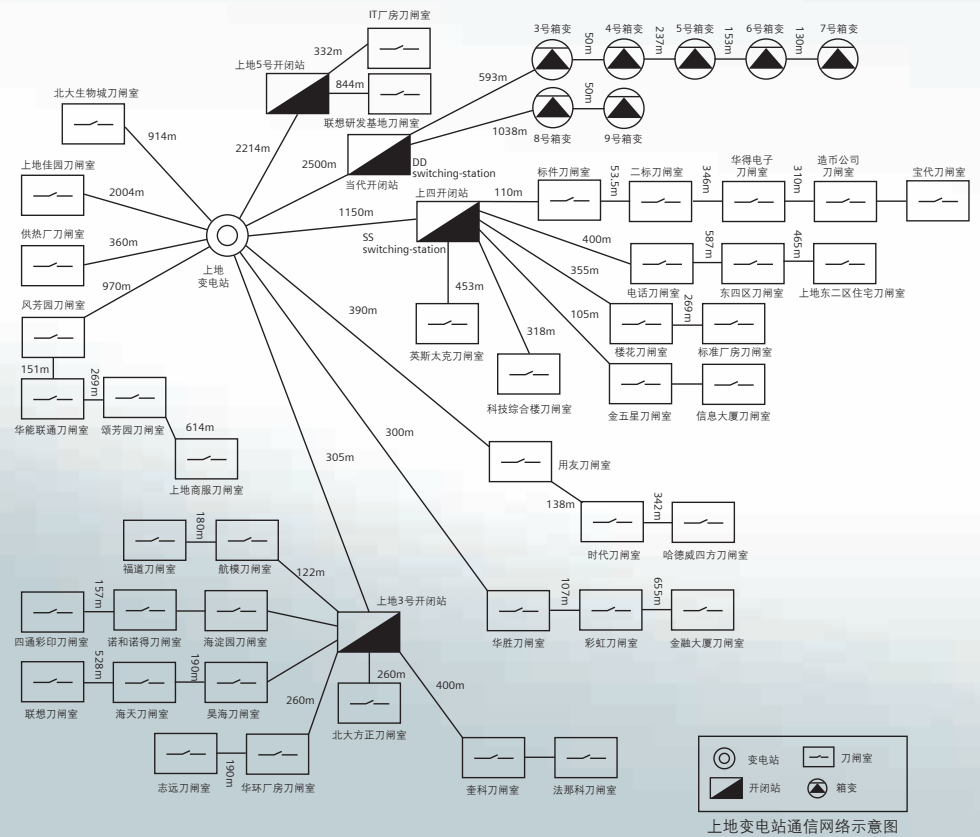 IT厂房刀闸室
332m
上地5号开闭站
844m
联想研发基地刀闸室
3号箱变
50m
4号箱变
237m
5号箱变
153m
6号箱变
130m
7号箱变
593m
8号箱变
50m
9号箱变
1038m
北大生物城刀闸室
914m
2214m
2500m
DD
switching-station
当代开闭站
上地佳园刀闸室
2004m
1150m
上四开闭站
SS
switching-station
110m
标件刀闸室
53.5m
二标刀闸室
346m
华得电子
刀闸室
310m
造币公司
刀闸室
宝代刀闸室
供热厂刀闸室
360m
上地
变电站
400m
电话刀闸室
587m
东四区刀闸室
465m
上地东二区住宅刀闸室
970m
风芳园刀闸室
390m
453m
英斯太克刀闸室
318m
科技综合楼刀闸室
355m
楼花刀闸室
269m
标准厂房刀闸室
105m
金五星刀闸室
信息大厦刀闸室
151m
华能联通刀闸室
269m
颂芳园刀闸室
614m
上地商服刀闸室
305m
300m
用友刀闸室
138m
时代刀闸室
342m
哈德威四方刀闸室
180m
福道刀闸室
航模刀闸室
122m
上地3号开闭站
157m
四通彩印刀闸室
诺和诺得刀闸室
海淀园刀闸室
107m
655m
华胜刀闸室
彩虹刀闸室
金融大厦刀闸室
528m
190m
联想刀闸室
海天刀闸室
昊海刀闸室
260m
260m
400m
北大方正刀闸室
志远刀闸室
190m
华环厂房刀闸室
奎科刀闸室
法那科刀闸室
变电站
刀闸室
开闭站
箱变
上地变电站通信网络示意图